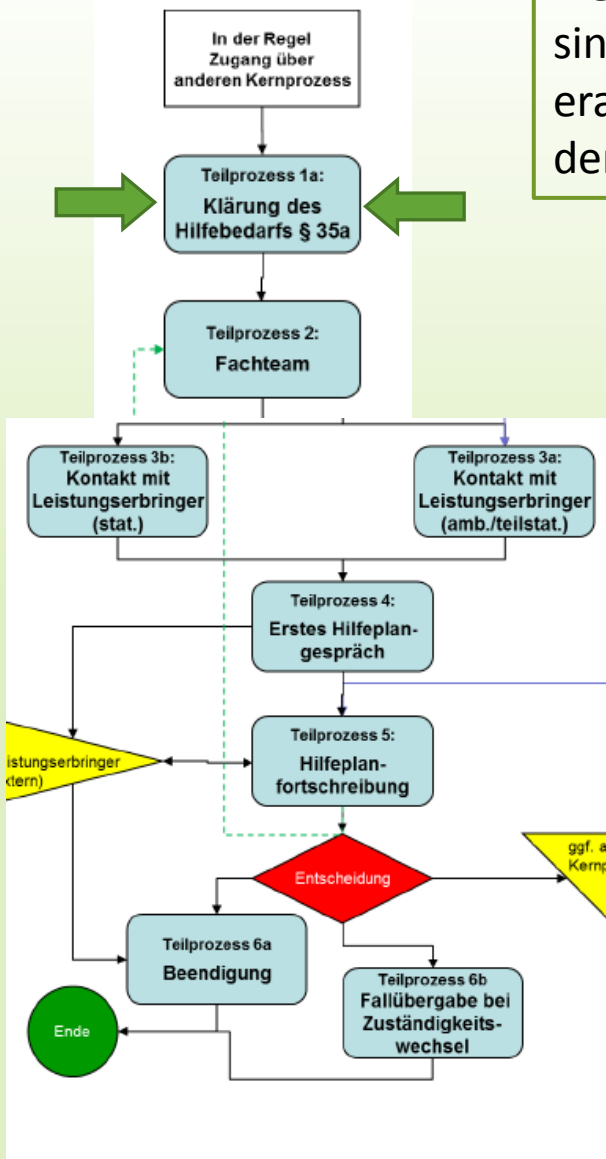 In der Regel
Zugang über
anderen Kernprozess
sin
era
der
Teilprozess 1a:
Klärung des
Hilfebedarfs § 35a
Teilprozess 2:
Fachteam
Teilprozess 3b:
Kontakt mit
Leistungserbringer
(stat.)
Teilprozess 3a:
Kontakt mit
Leistungserbringer
(amb./teilstat.)
Teilprozess 4:
Erstes Hilfeplan-
gespräch
Teilprozess 5:
Hilfeplan-
fortschreibung
istungserbringer
xtern)
Entscheidung
ggf. a
Kernp
Teilprozess 6a
Beendigung
Teilprozess 6b
Fallübergabe bei
Zuständigkeits-
wechsel
Ende